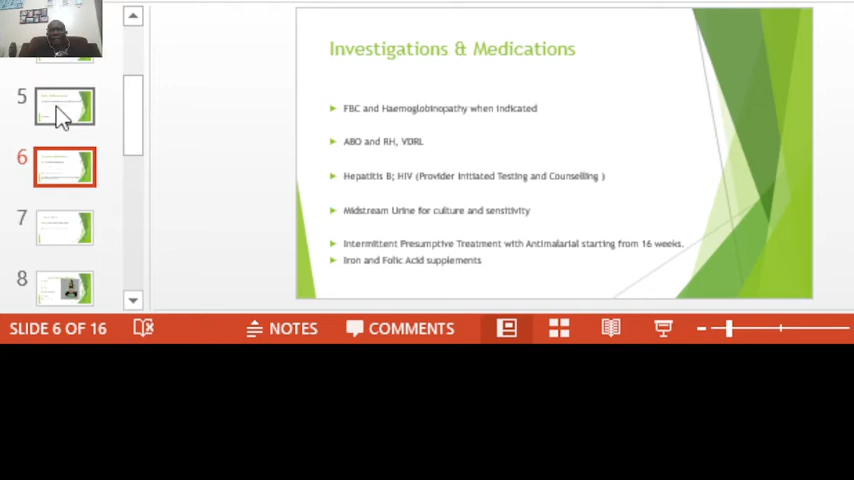 5
6
7
8
Investigations & Medications
FBC and Haemoglobinopathy when indicated
ABO and RH, VDRL
Hepatitis B; HIV (Provider Initiated Testing and Counselling )
Midstream Urine for culture and sensitivity
Intermittent Presumptive Treatment with Antimalarial starting from 16 weeks.
Iron and Folic Acid supplements
SLIDE 6 OF 16 NOTES COMMENTS